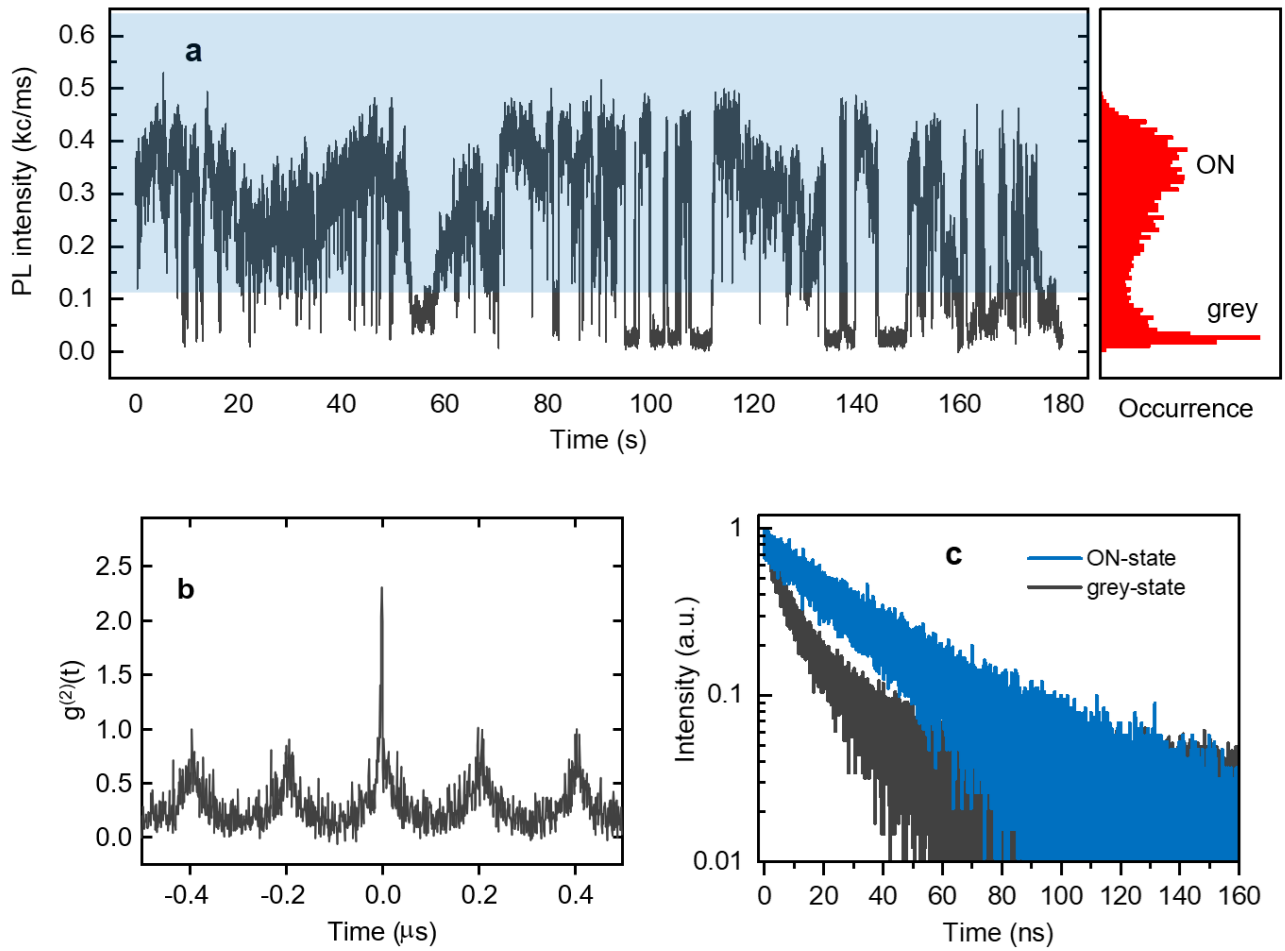 a
PL intensity (kc/ms)
0.6
0.5
0.4
0.3
0.2
0.1
0.0
0 20 40 60 80 100 120 140 160 180
Time (s)
ON
grey
Occurrence
b
g(2)(t)
2.5
2.0
1.5
1.0
0.5
0.0
-0.4 -0.2 0.0 0.2 0.4
Time (μs)
c
ON-state
grey-state
Intensity (a.u.)
1
0.1
0.01
0 20 40 60 80 100 120 140 160
Time (ns)